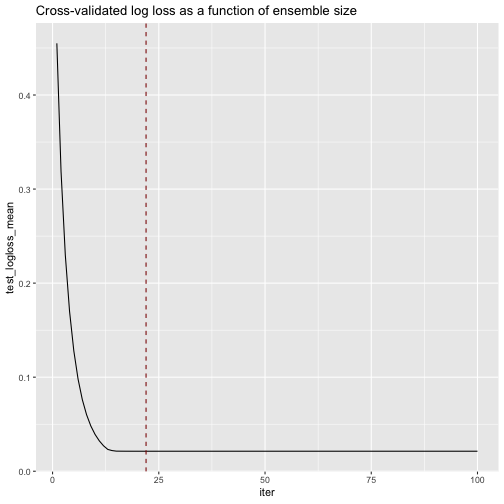 Cross-validated log loss as a function of ensemble size
test_logloss_mean
0.4
0.3
0.2
0.1
0.0
0 25 50 75 100
iter